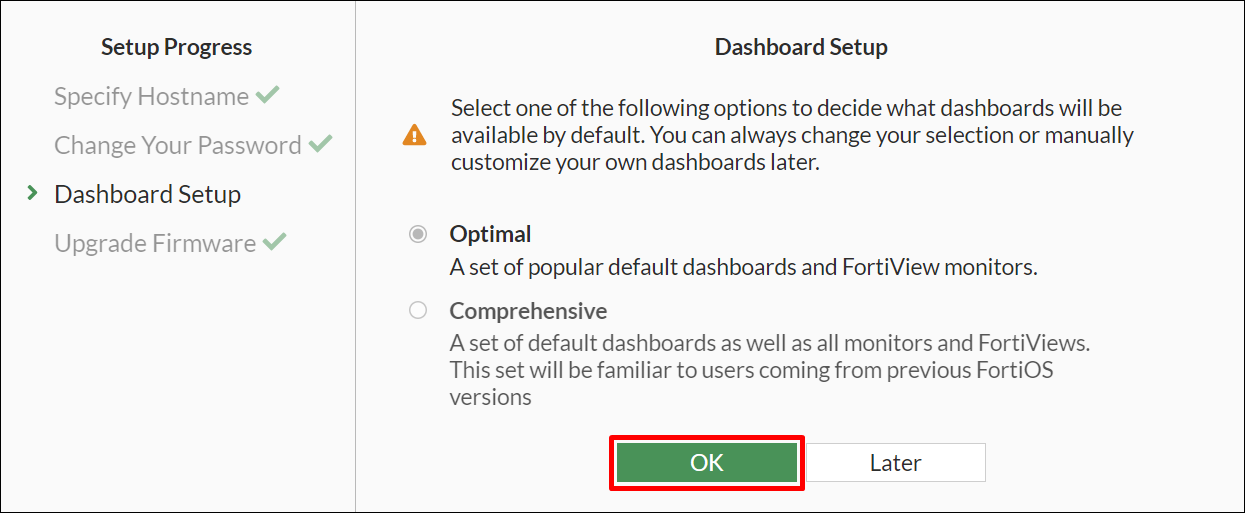 Setup Progress
Specify Hostname
Change Your Password
Dashboard Setup
Upgrade Firmware
Dashboard Setup
Select one of the following options to decide what dashboards will be
available by default. You can always change your selection or manually
customize your own dashboards later.
Optimal
A set of popular default dashboards and FortiView monitors.
Comprehensive
A set of default dashboards as well as all monitors and FortiViews.
This set will be familiar to users coming from previous FortiOS
versions
OK
Later